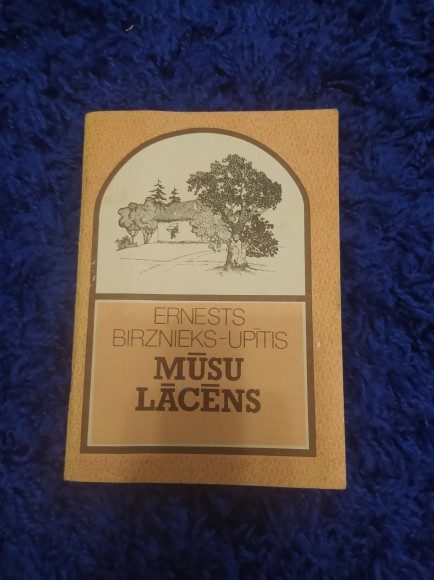 ERNESTS
BIRZNIEKS-UPĪTIS
MŪSU
LĀCĒNS